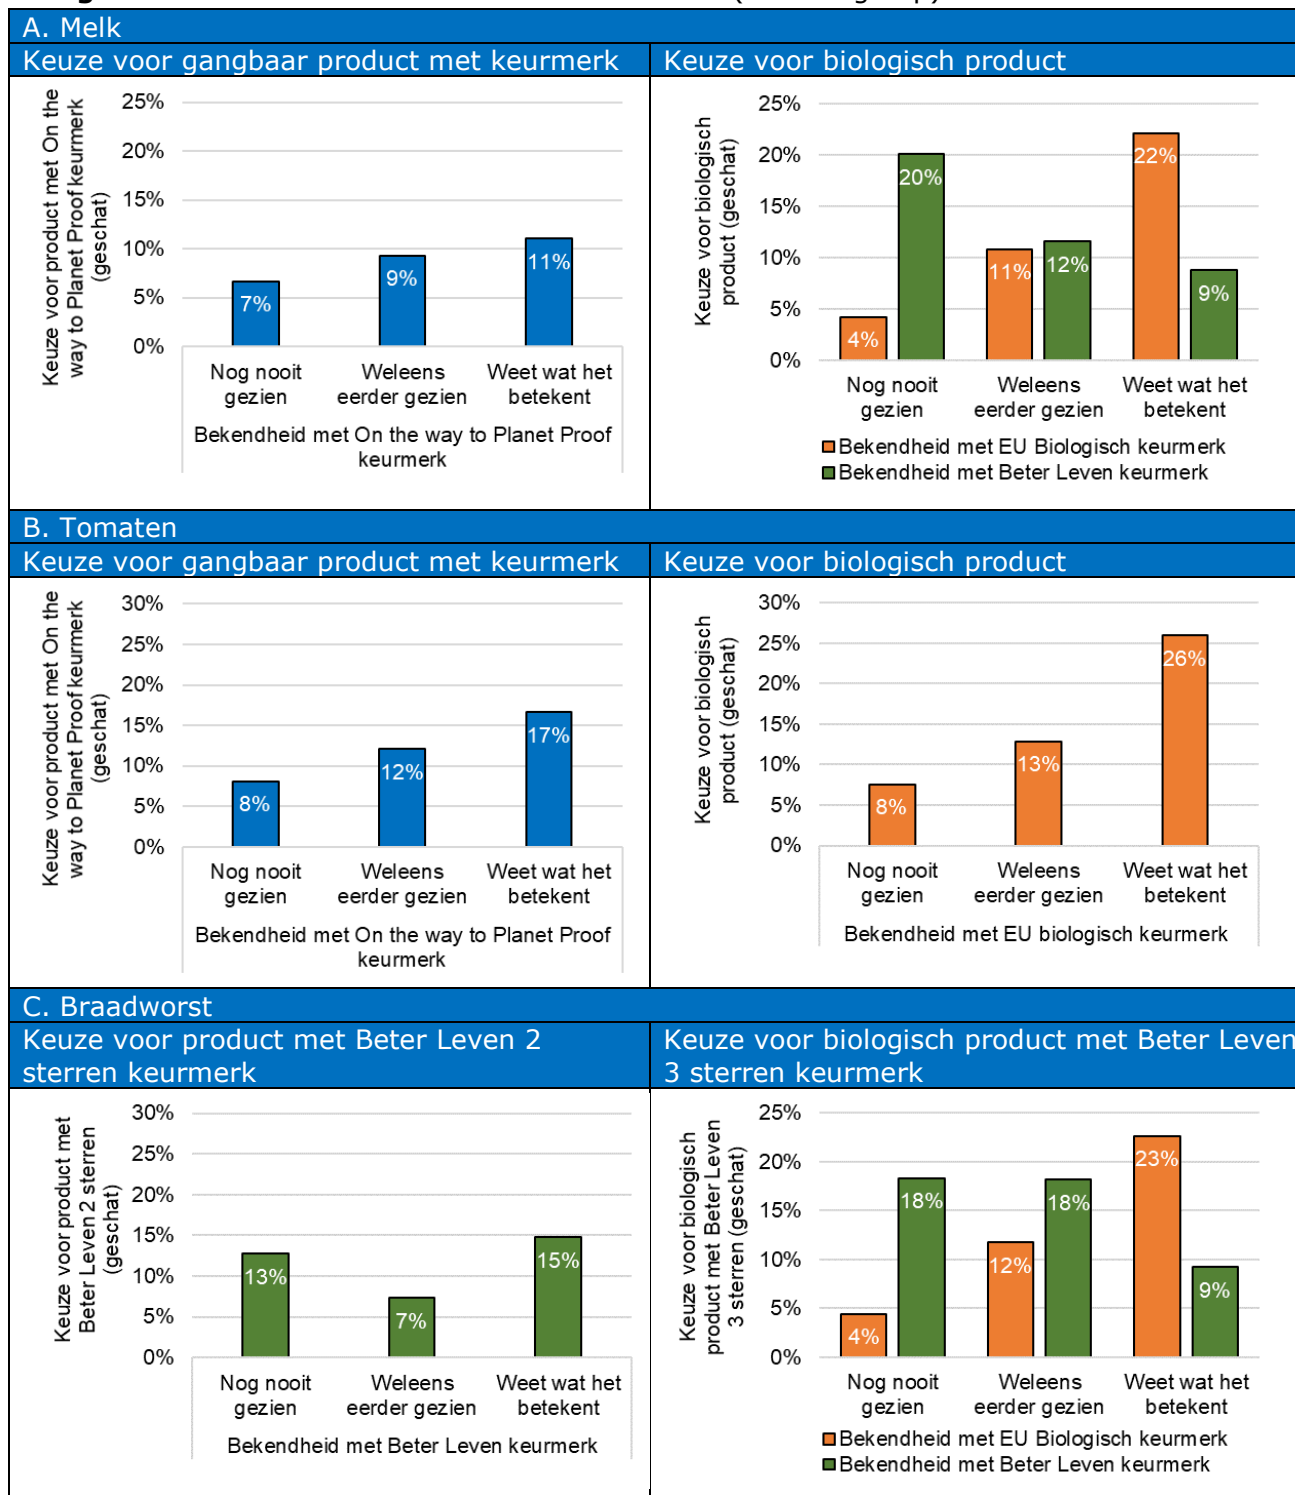 A. Melk
Keuze voor gangbaar product met keurmerk
Keuze voor biologisch product
Keuze voor product met On the
way to Planet Proof keurmerk
(geschat)
25%
20%
15%
10%
5%
0%
7%
9%
11%
Nog nooit
gezien
Weleens
eerder gezien
Weet wat het
betekent
Bekendheid met On the way to Planet Proof
keurmerk
Keuze voor biologisch
product (geschat)
25%
20%
15%
10%
5%
0%
4%
20%
11%
12%
22%
9%
Nog nooit
gezien
Weleens
eerder gezien
Weet wat het
betekent
Bekendheid met EU Biologisch keurmerk
Bekendheid met Beter Leven keurmerk
B. Tomaten
Keuze voor gangbaar product met keurmerk
Keuze voor biologisch product
Keuze voor product met On the
way to Planet Proof keurmerk
(geschat)
30%
25%
20%
15%
10%
5%
0%
8%
12%
17%
Nog nooit
gezien
Weleens
eerder gezien
Weet wat het
betekent
Bekendheid met On the way to Planet Proof
keurmerk
Keuze voor biologisch
product (geschat)
30%
25%
20%
15%
10%
5%
0%
8%
13%
26%
Nog nooit
gezien
Weleens
eerder gezien
Weet wat het
betekent
Bekendheid met EU biologisch keurmerk
C. Braadworst
Keuze voor product met Beter Leven 2
sterren keurmerk
Keuze voor biologisch product met Beter Leven
3 sterren keurmerk
Keuze voor product met
Beter Leven 2 sterren
(geschat)
30%
25%
20%
15%
10%
5%
0%
13%
7%
15%
Nog nooit
gezien
Weleens
eerder gezien
Weet wat het
betekent
Bekendheid met Beter Leven keurmerk
Keuze voor biologisch
product met Beter Leven
3 sterren (geschat)
25%
20%
15%
10%
5%
0%
4%
18%
12%
18%
23%
9%
Nog nooit
gezien
Weleens
eerder gezien
Weet wat het
betekent
Bekendheid met EU Biologisch keurmerk
Bekendheid met Beter Leven keurmerk